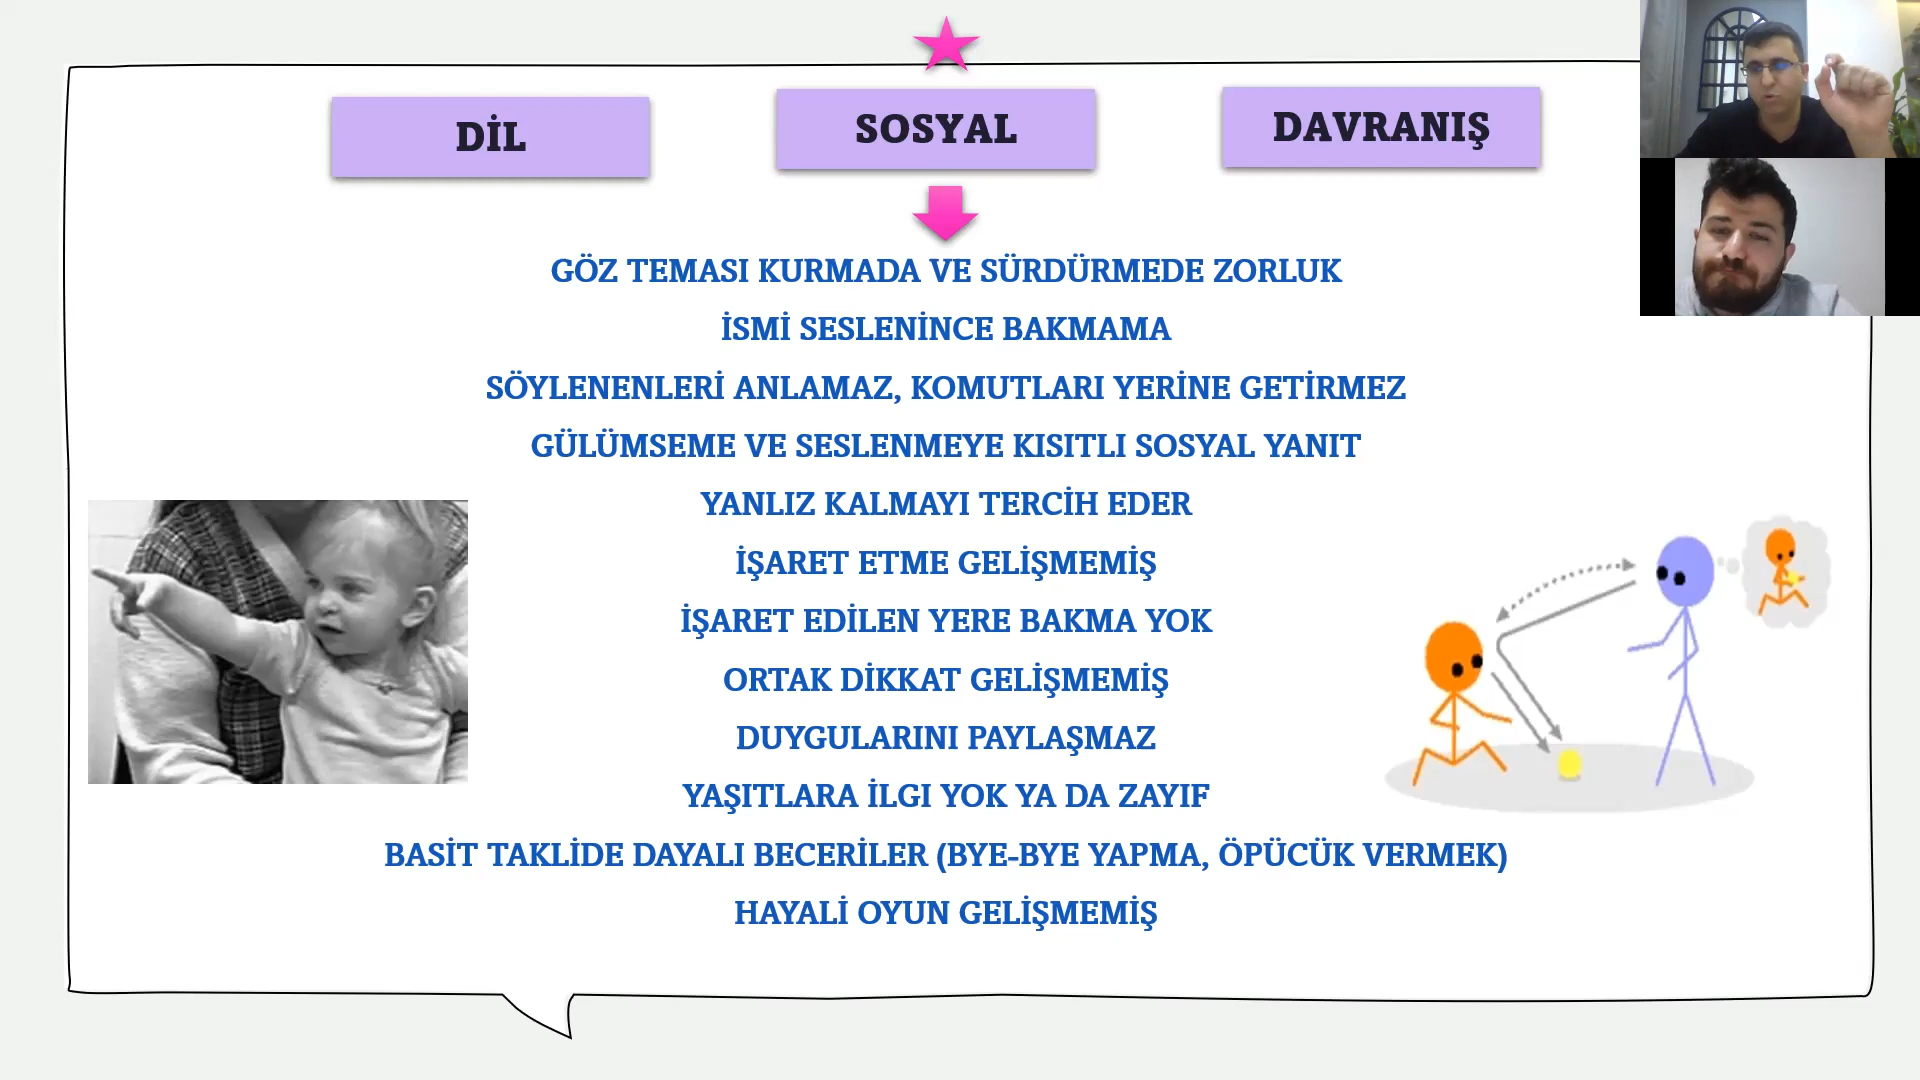 DİL
SOSYAL
DAVRANIŞ
GÖZ TEMASI KURMADA VE SÜRDÜRMEDE ZORLUK
İSMİ SESLENİNCE BAKMAMA
SÖYLENENLERİ ANLAMAZ, KOMUTLARI YERİNE GETİRMEZ
GÜLÜMSEME VE SESLENMEYE KISITLI SOSYAL YANIT
YANLIZ KALMAYI TERCİH EDER
İŞARET ETME GELİŞMEMİŞ
İŞARET EDİLEN YERE BAKMA YOK
ORTAK DİKKAT GELİŞMEMİŞ
DUYGULARINI PAYLAŞMAZ
YAŞITLARA İLGI YOK YA DA ZAYIF
BASİT TAKLİDE DAYALI BECERİLER (BYE-BYE YAPMA, ÖPÜCÜK VERMEK)
HAYALİ OYUN GELİŞMEMİŞ